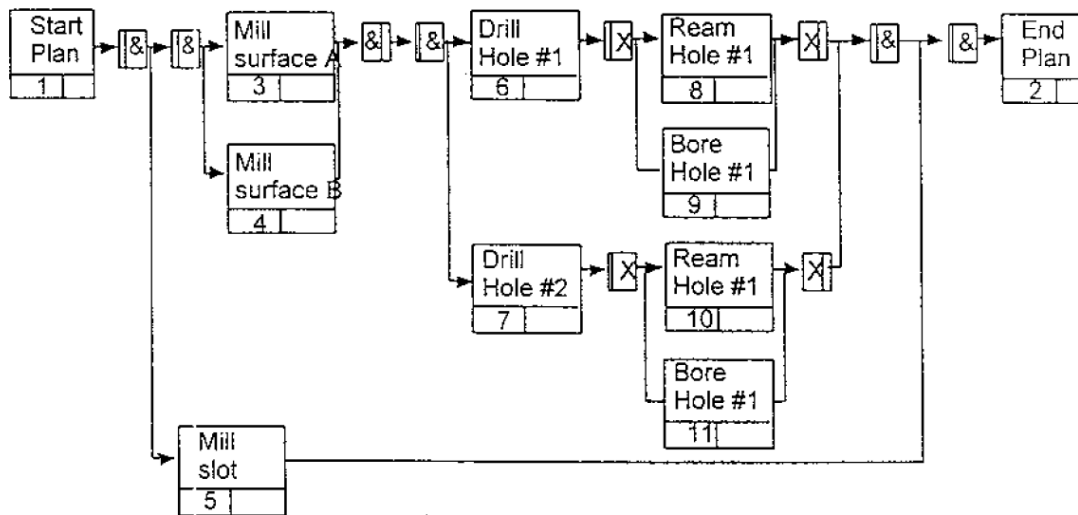 Start
Plan
1
&
&
Mill
surface A
3
&
&
Drill
Hole #1
6
X
Ream
Hole #1
8
X
&
&
End
Plan
2
Mill
surface B
4
Bore
Hole #1
9
Drill
Hole #2
7
X
Ream
Hole #1
10
X
Bore
Hole #1
11
Mill
slot
5